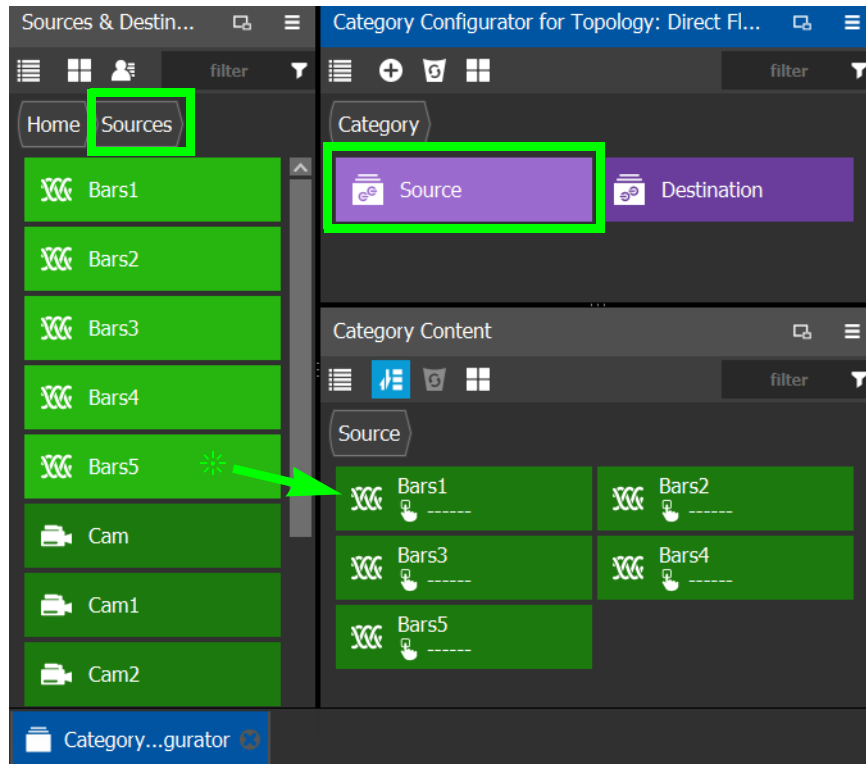 Sources & Destin...
filter
Home
Sources
Bars1
Bars2
Bars3
Bars4
Bars5
Cam
Cam1
Cam2
Category Configurator for Topology: Direct Fl...
filter
Category
Source
Destination
Category Content
filter
Source
Bars1
------
Bars2
------
Bars3
------
Bars4
------
Bars5
------
Category...gurator